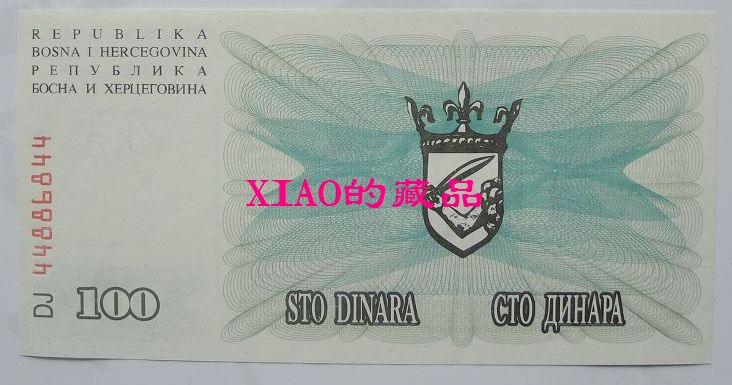 REPUBLIKA
BOSNA I HERCEGOVINA
РЕПУБЛИКА
БОСНА И ХЕРЦЕГОВИНА
DJ 44886844
XIAO的藏品
100
STO DINARA
СТО ДИНАРА